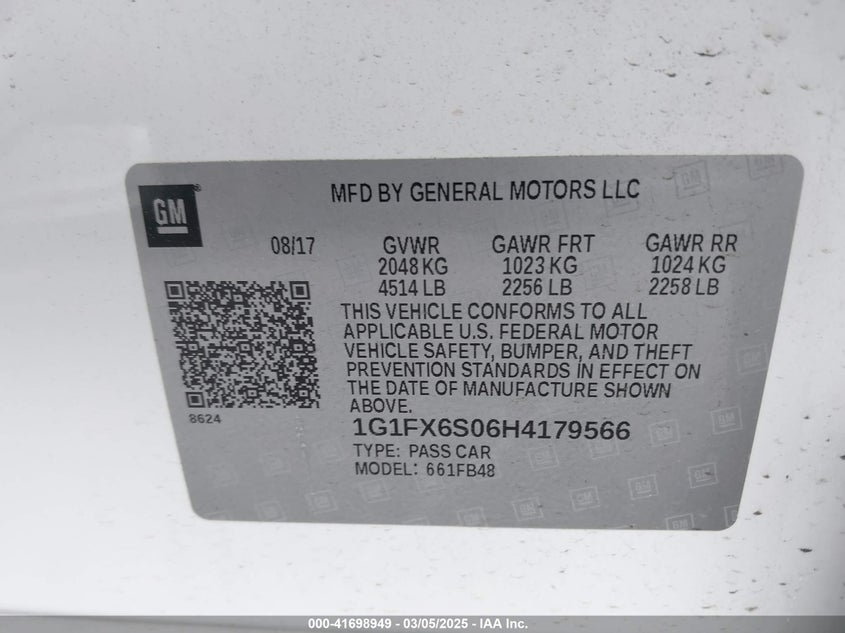 GM
MFD BY GENERAL MOTORS LLC
08/17 GVWR GAWR FRT GAWR RR
2048 KG 1023 KG 1024 KG
4514 LB 2256 LB 2258 LB
THIS VEHICLE CONFORMS TO ALL
APPLICABLE U.S. FEDERAL MOTOR
VEHICLE SAFETY, BUMPER, AND THEFT
PREVENTION STANDARDS IN EFFECT ON
THE DATE OF MANUFACTURE SHOWN
ABOVE.
8624
1G1FX6S06H4179566
TYPE: PASS CAR
MODEL: 661FB48
000-41698949 — 03/05/2025 — IAA Inc.